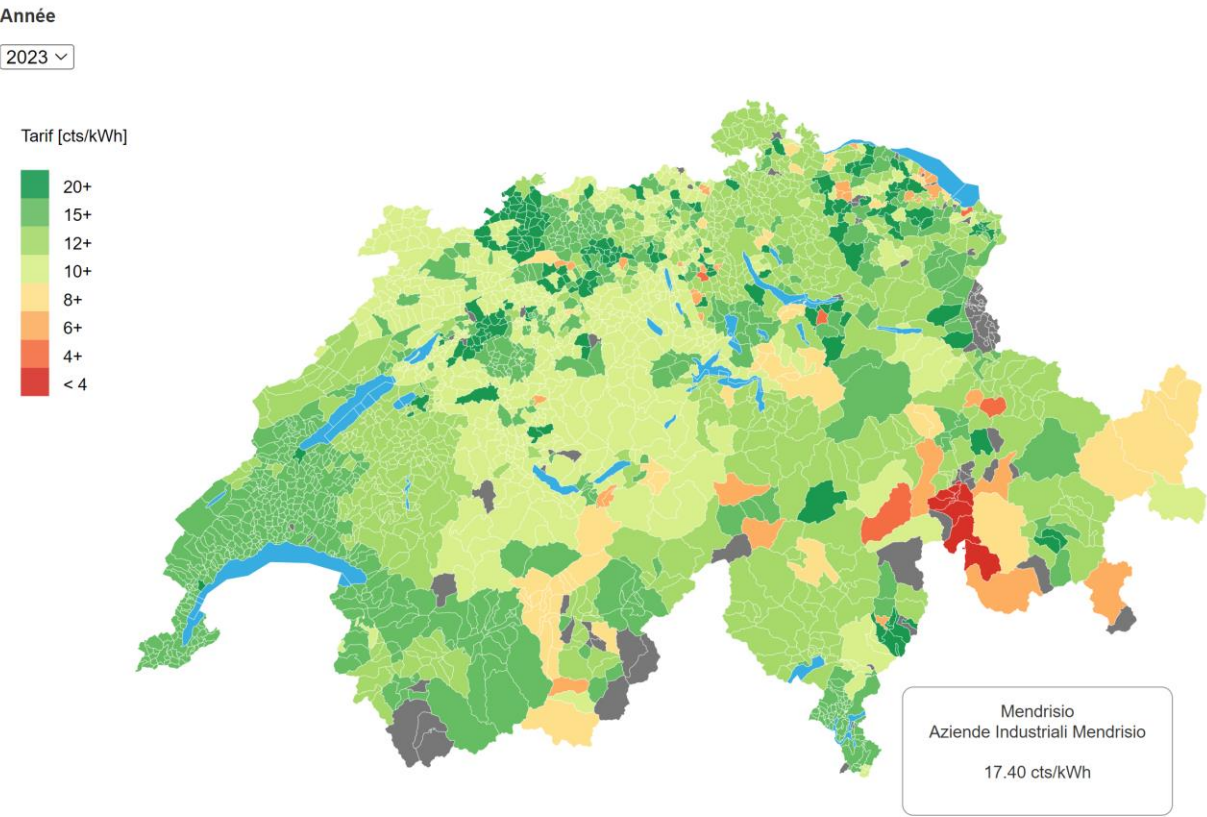 Année
2023
Tarif [cts/kWh]
20+
15+
12+
10+
8+
6+
4+
< 4
Mendrisio
Aziende Industriali Mendrisio
17.40 cts/kWh